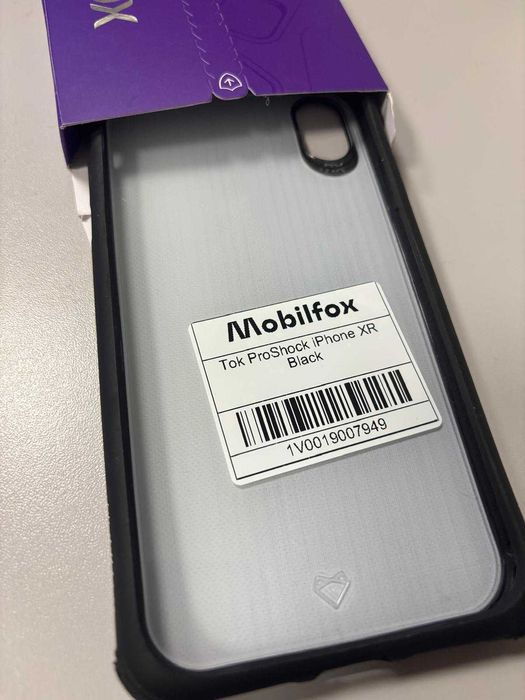 Mobilfox
Tok ProShock iPhone XR
Black
1V0019007949